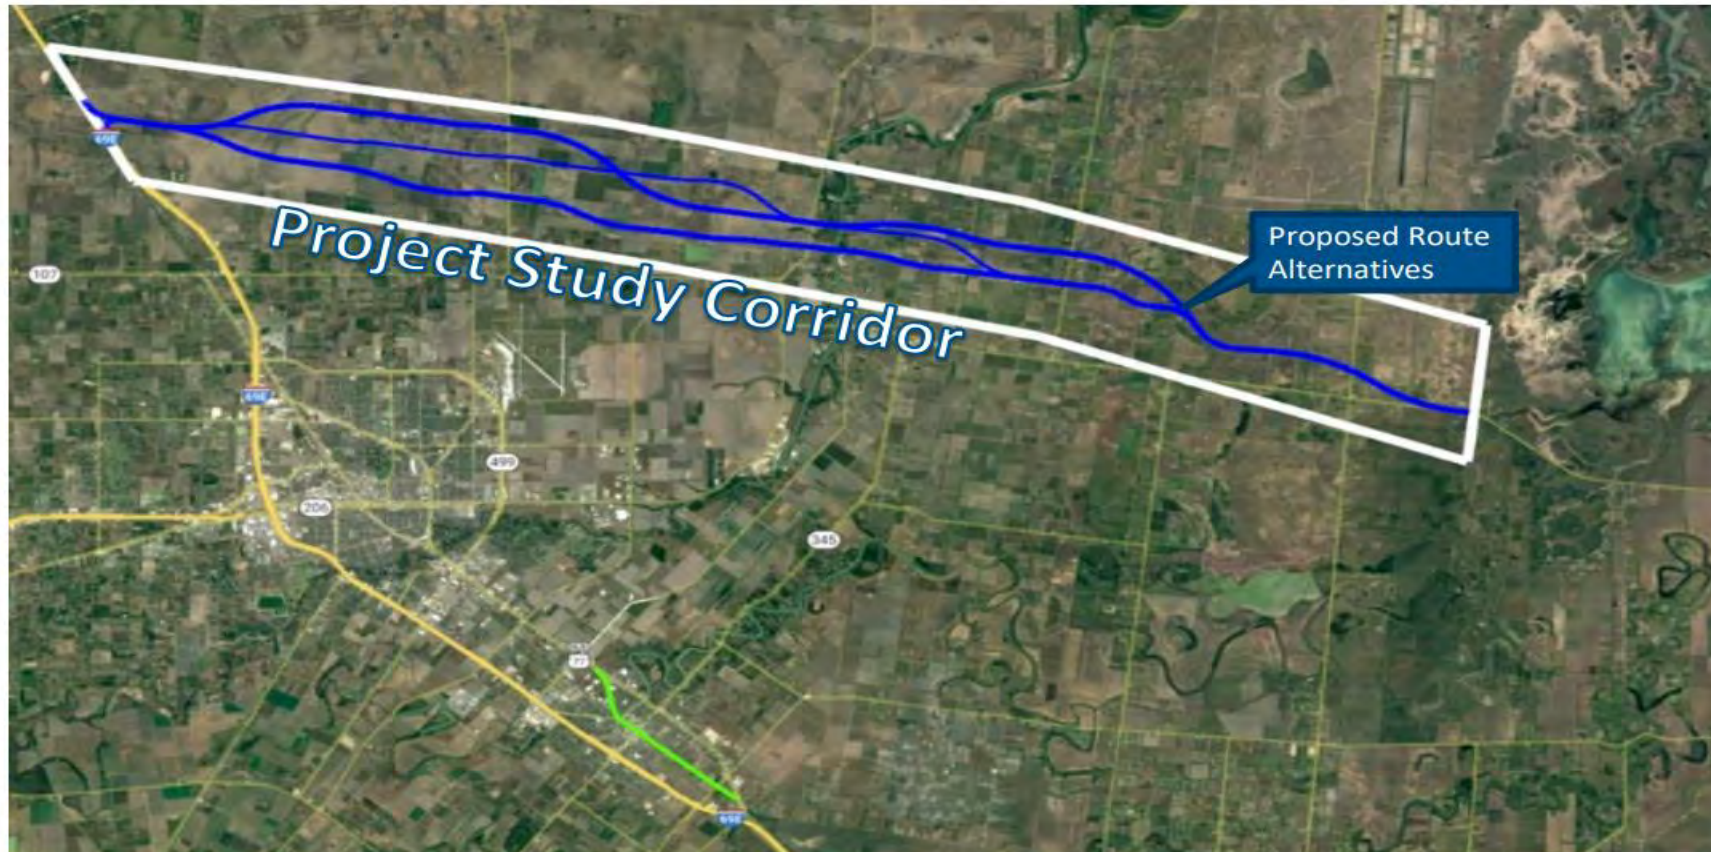 69E
107
Project Study Corridor
Proposed Route
Alternatives
69E
499
206
345
77
69E